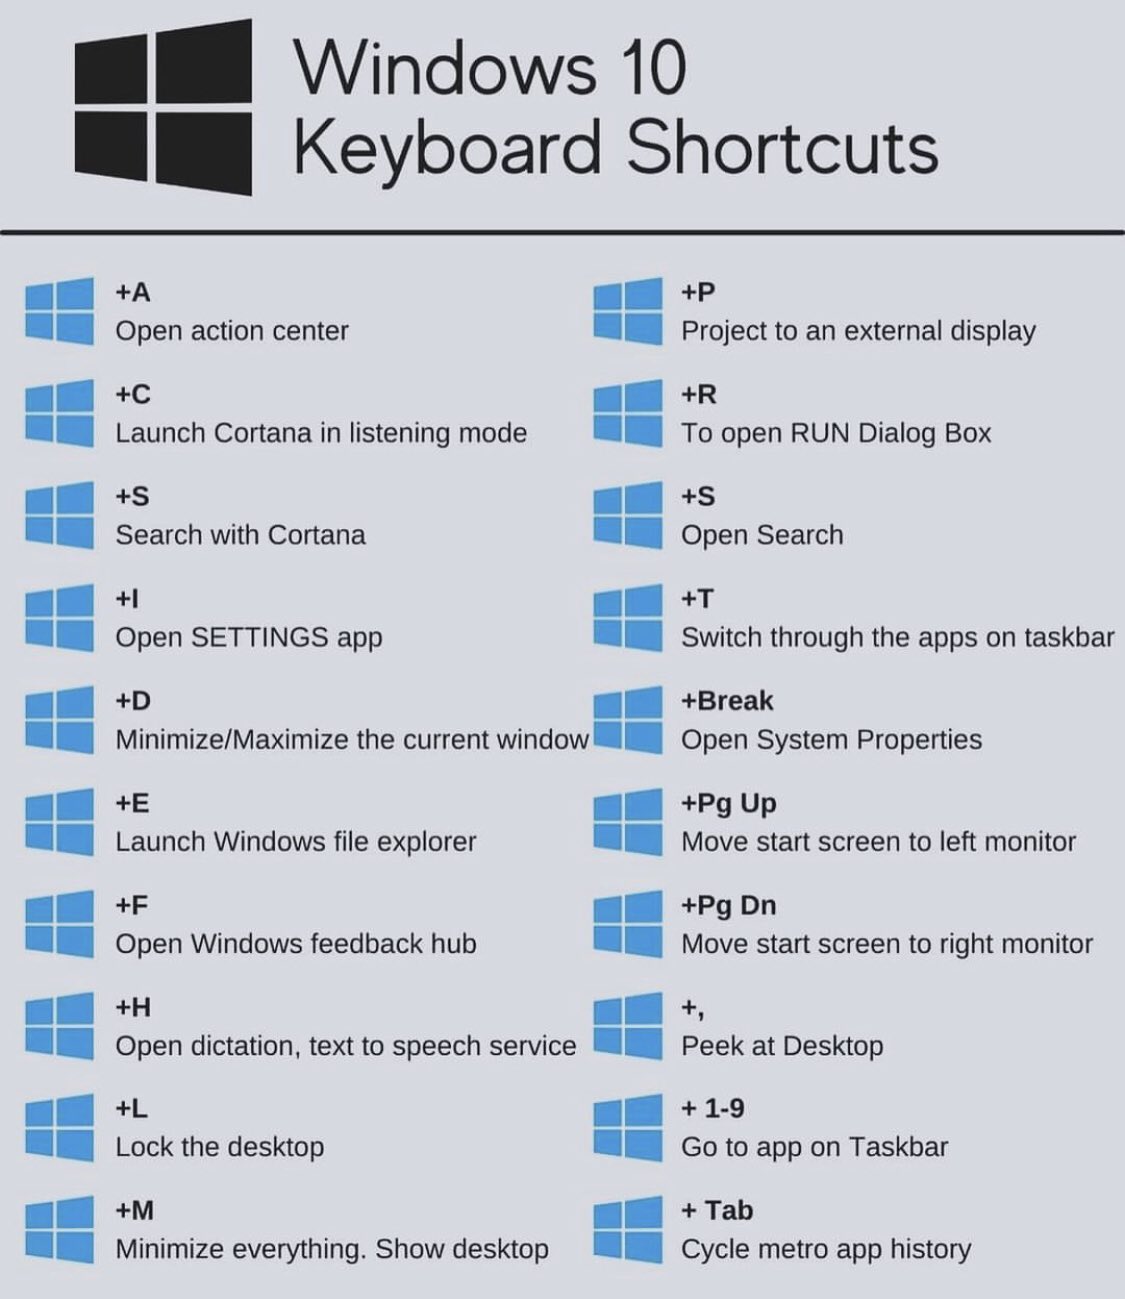 Windows 10
Keyboard Shortcuts
+A
Open action center
+C
Launch Cortana in listening mode
+S
Search with Cortana
+I
Open SETTINGS app
+D
Minimize/Maximize the current window
+E
Launch Windows file explorer
+F
Open Windows feedback hub
+H
Open dictation, text to speech service
+L
Lock the desktop
+M
Minimize everything. Show desktop
+P
Project to an external display
+R
To open RUN Dialog Box
+S
Open Search
+T
Switch through the apps on taskbar
+Break
Open System Properties
+Pg Up
Move start screen to left monitor
+Pg Dn
Move start screen to right monitor
+,
Peek at Desktop
+ 1-9
Go to app on Taskbar
+ Tab
Cycle metro app history